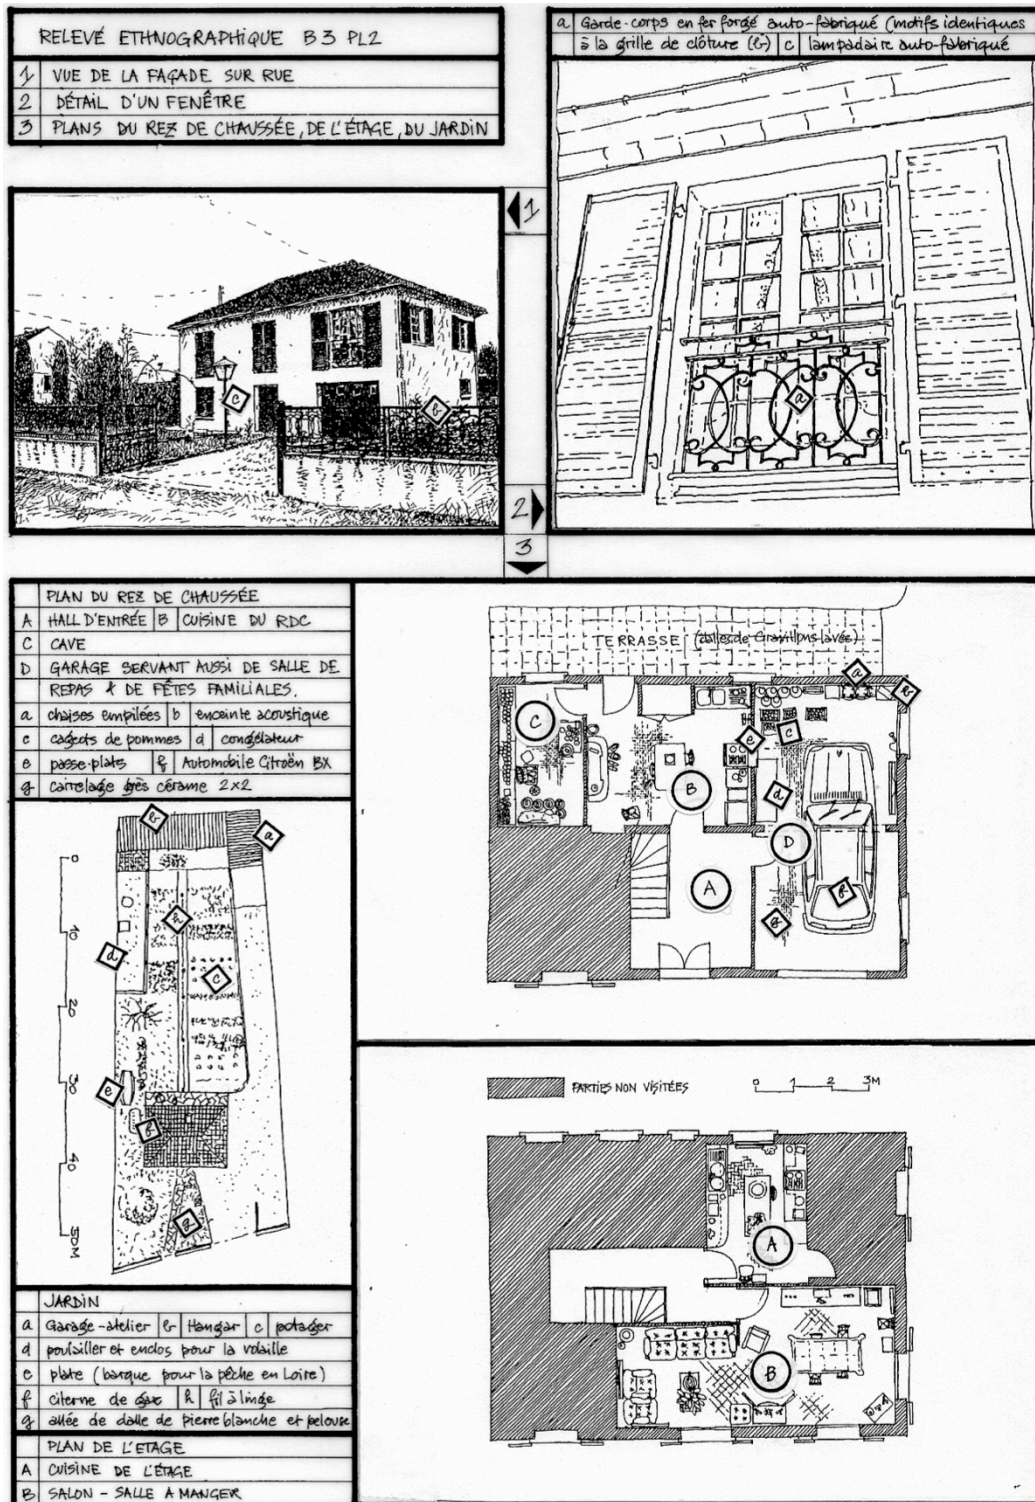 RELEVÉ ETHNOGRAPHIQUE B3 PL2
1 VUE DE LA FAÇADE SUR RUE
2 DÉTAIL D'UN FENÊTRE
3 PLANS DU REZ DE CHAUSSÉE, DE L'ÉTAGE, DU JARDIN
a Garde-corps en fer forgé auto-fabriqué (motifs identiques
à la grille de clôture (b) c lampadaire auto-fabriqué
1
c
b
a
2
3
PLAN DU REZ DE CHAUSSÉE
A HALL D'ENTRÉE B CUISINE DU RDC
C CAVE
D GARAGE SERVANT AUSSI DE SALLE DE
REPAS & DE FÊTES FAMILIALES.
a chaises empilées b enceinte acoustique
c cageots de pommes d congélateur
e passe-plats f Automobile Citroën BX
g carrelage grès cérame 2x2
TERRASSE (dalles de Gravillons lavés)
a
b
C
e
c
B
d
D
A
f
g
b
a
0
h
10
d
c
20
30
e
f
40
g
50M
PARTIES NON VISITÉES 0 1 2 3M
A
B
JARDIN
a Garage-atelier b Hangar c potager
d poulailler et enclos pour la volaille
e plate (barque pour la pêche en Loire)
f citerne de gaz h fil à linge
g allée de dalle de pierre blanche et pelouse
PLAN DE L'ETAGE
A CUISINE DE L'ÉTAGE
B SALON - SALLE A MANGER